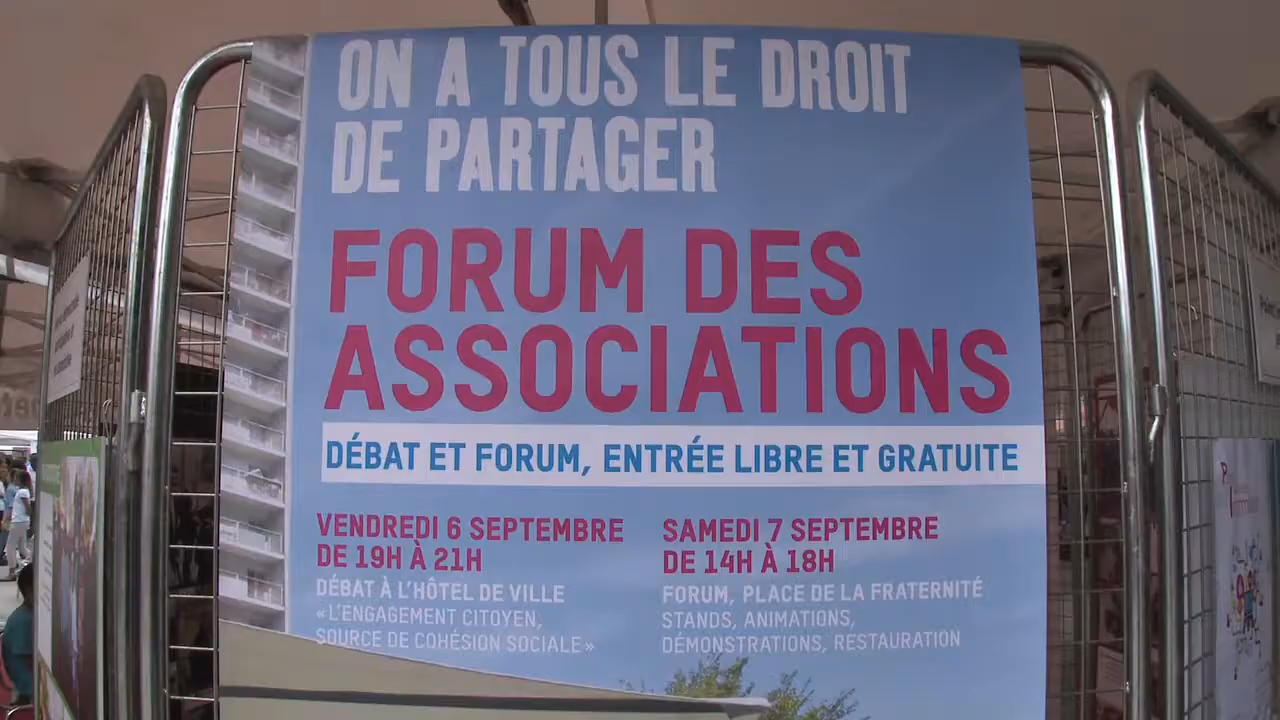 ON A TOUS LE DROIT
DE PARTAGER
FORUM DES
ASSOCIATIONS
DÉBAT ET FORUM, ENTRÉE LIBRE ET GRATUITE
VENDREDI 6 SEPTEMBRE
DE 19H À 21H
DÉBAT À L'HÔTEL DE VILLE
«L'ENGAGEMENT CITOYEN,
SOURCE DE COHÉSION SOCIALE»
SAMEDI 7 SEPTEMBRE
DE 14H À 18H
FORUM, PLACE DE LA FRATERNITÉ
STANDS, ANIMATIONS,
DÉMONSTRATIONS, RESTAURATION